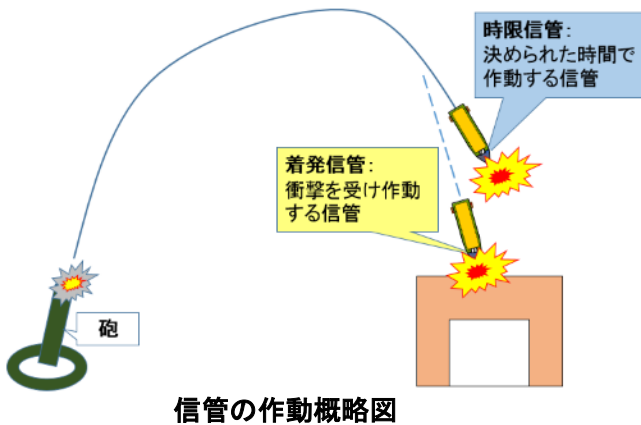 時限信管：
決められた時間で
作動する信管
着発信管：
衝撃を受け作動
する信管
砲
信管の作動概略図